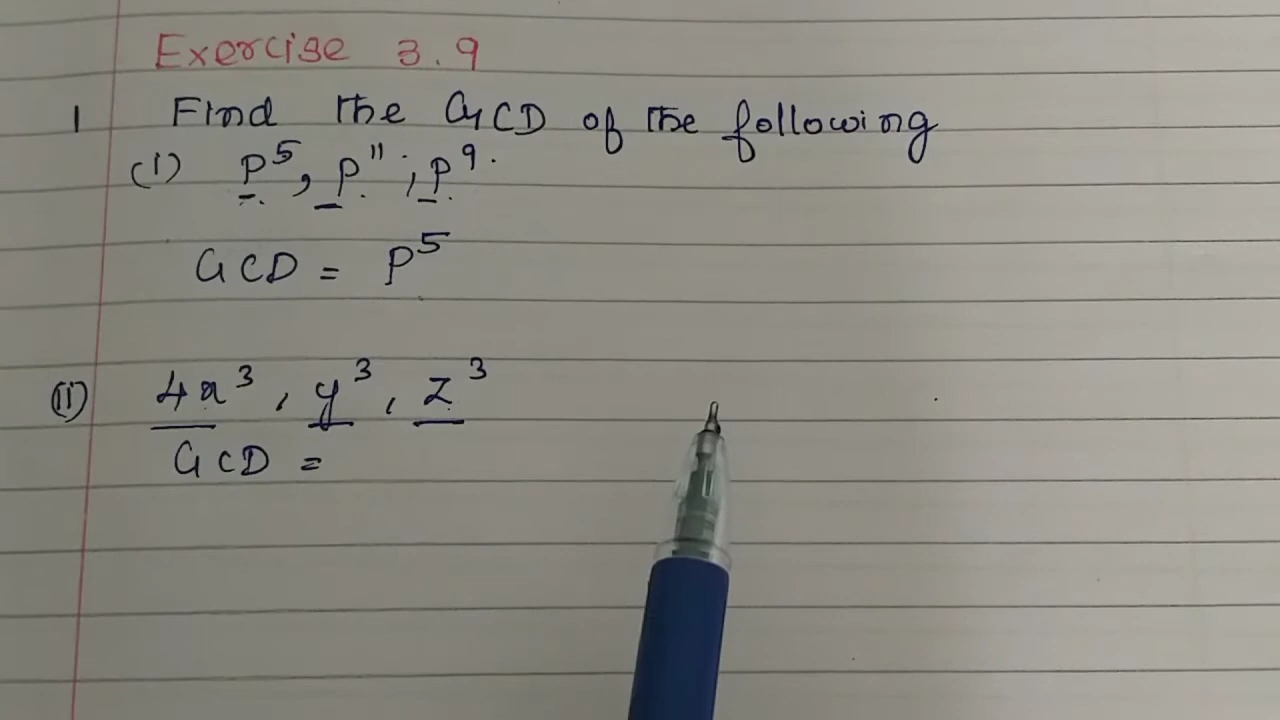 Exercise 3.9
1 Find the GCD of the following
(i) p⁵, p¹¹, p⁹.
GCD = p⁵
(ii) 4x³, y³, z³
GCD =